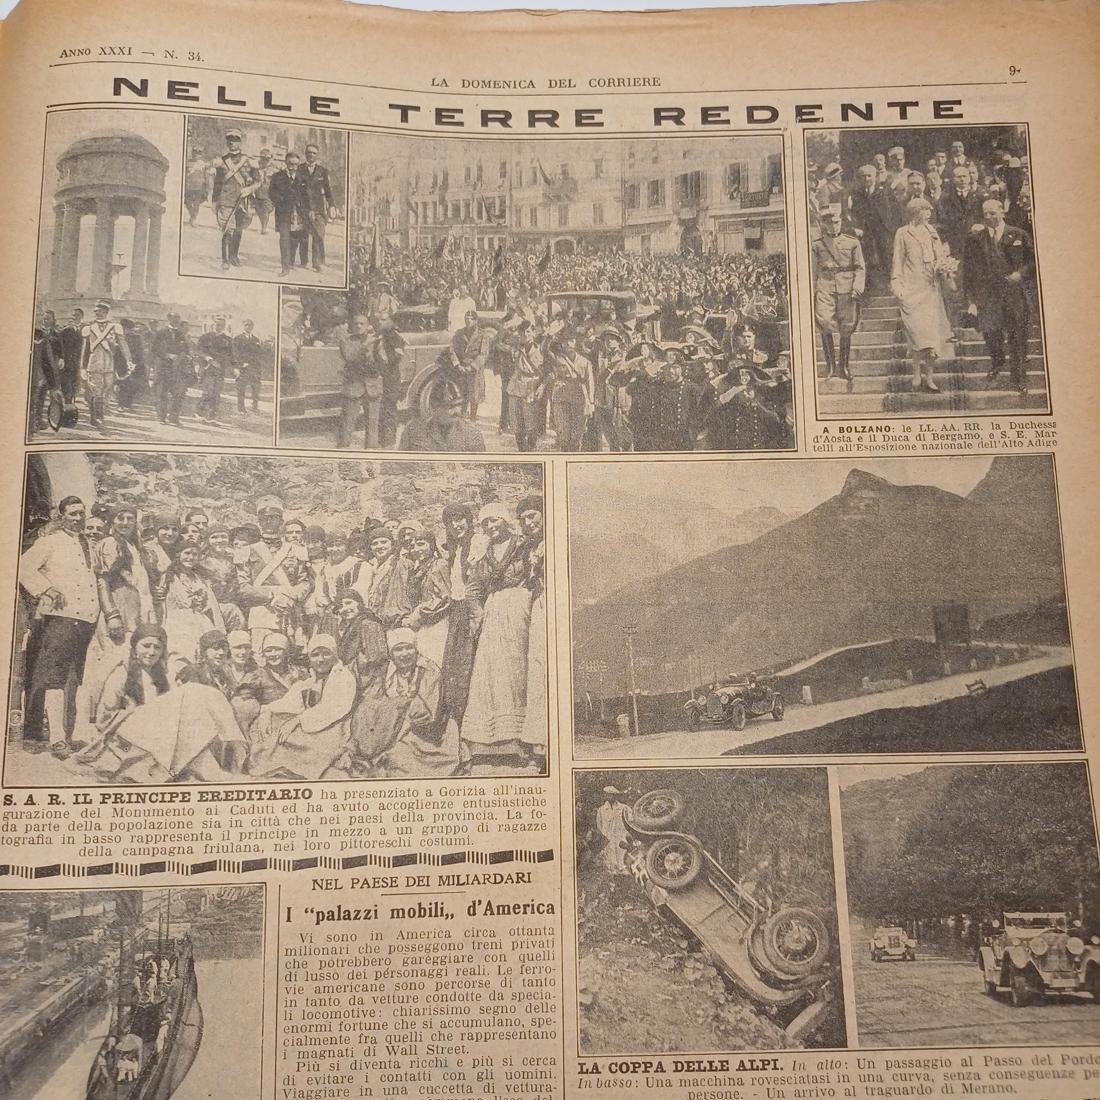 ANNO XXXI — N. 34.
LA DOMENICA DEL CORRIERE
9-
NELLE TERRE REDENTE
A BOLZANO: le LL. AA. RR. la Duchessa
d'Aosta e il Duca di Bergamo, e S. E. Mar
telli all'Esposizione nazionale dell'Alto Adige
S. A. R. IL PRINCIPE EREDITARIO ha presenziato a Gorizia all'inau-
gurazione del Monumento ai Caduti ed ha avuto accoglienze entusiastiche
da parte della popolazione sia in città che nei paesi della provincia. La fo-
tografia in basso rappresenta il principe in mezzo a un gruppo di ragazze
della campagna friulana, nei loro pittoreschi costumi.
NEL PAESE DEI MILIARDARI
I "palazzi mobili„ d'America
Vi sono in America circa ottanta
milionari che posseggono treni privati
che potrebbero gareggiare con quelli
di lusso dei personaggi reali. Le ferro-
vie americane sono percorse di tanto
in tanto da vetture condotte da specia-
li locomotive: chiarissimo segno delle
enormi fortune che si accumulano, spe-
cialmente fra quelli che rappresentano
i magnati di Wall Street.
Più si diventa ricchi e più si cerca
di evitare i contatti con gli uomini.
Viaggiare in una cuccetta di vettura-
LA COPPA DELLE ALPI. In alto: Un passaggio al Passo del Pordo
In basso: Una macchina rovesciatasi in una curva, senza conseguenze pe
persone. - Un arrivo al traguardo di Merano.